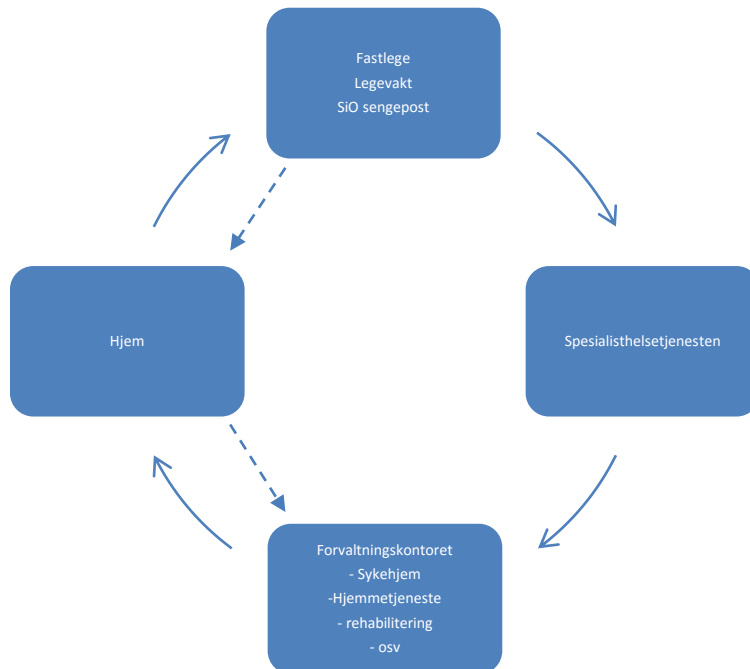 Fastlege
Legevakt
SiO sengepost
Hjem
Spesialisthelsetjenesten
Forvaltningskontoret
- Sykehjem
-Hjemmetjeneste
- rehabilitering
- osv